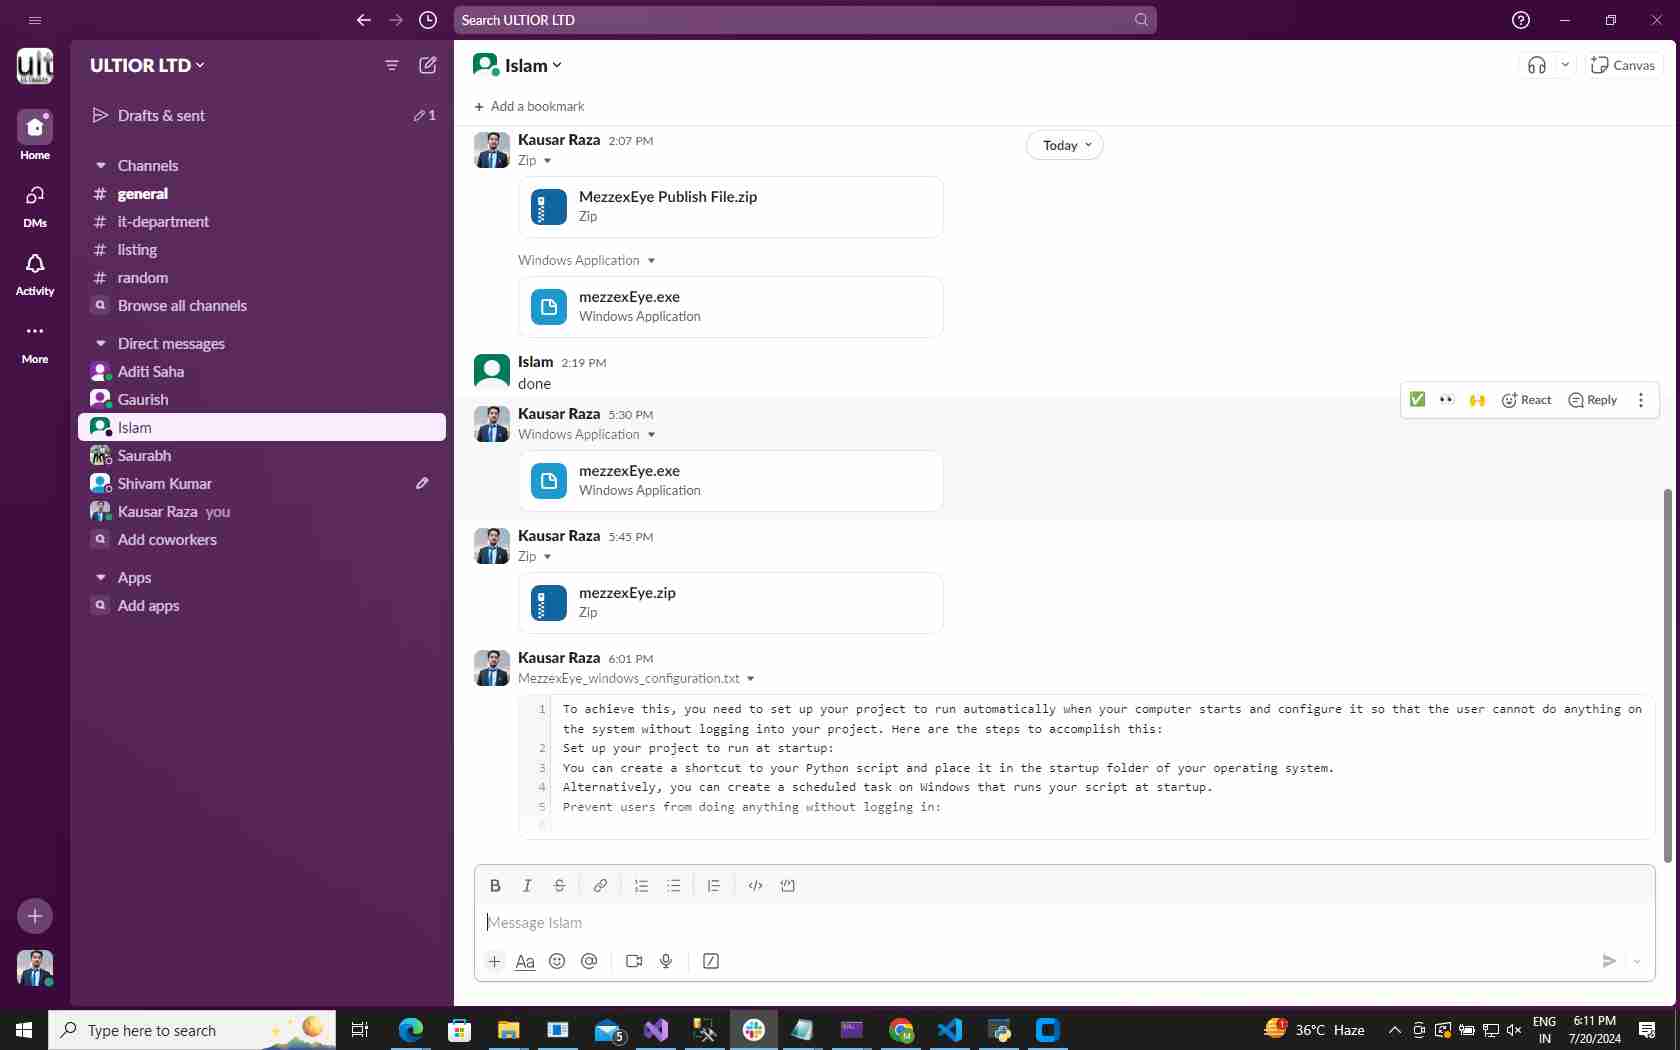 Search ULTIOR LTD
ult
ULTIOR LTD
Drafts & sent
1
Home
DMs
Activity
More
Channels
# general
# it-department
# listing
# random
Browse all channels
Direct messages
Aditi Saha
Gaurish
Islam
Saurabh
Shivam Kumar
Kausar Raza you
Add coworkers
Apps
Add apps
Islam
Canvas
+ Add a bookmark
Today
Kausar Raza 2:07 PM
Zip
MezzexEye Publish File.zip
Zip
Windows Application
mezzexEye.exe
Windows Application
Islam 2:19 PM
done
React
Reply
Kausar Raza 5:30 PM
Windows Application
mezzexEye.exe
Windows Application
Kausar Raza 5:45 PM
Zip
mezzexEye.zip
Zip
Kausar Raza 6:01 PM
MezzexEye_windows_configuration.txt
1 To achieve this, you need to set up your project to run automatically when your computer starts and configure it so that the user cannot do anything on
the system without logging into your project. Here are the steps to accomplish this:
2 Set up your project to run at startup:
3 You can create a shortcut to your Python script and place it in the startup folder of your operating system.
4 Alternatively, you can create a scheduled task on Windows that runs your script at startup.
5 Prevent users from doing anything without logging in:
6
B I S
Message Islam
Aa
Type here to search
5
1
36°C Haze
ENG
IN
6:11 PM
7/20/2024